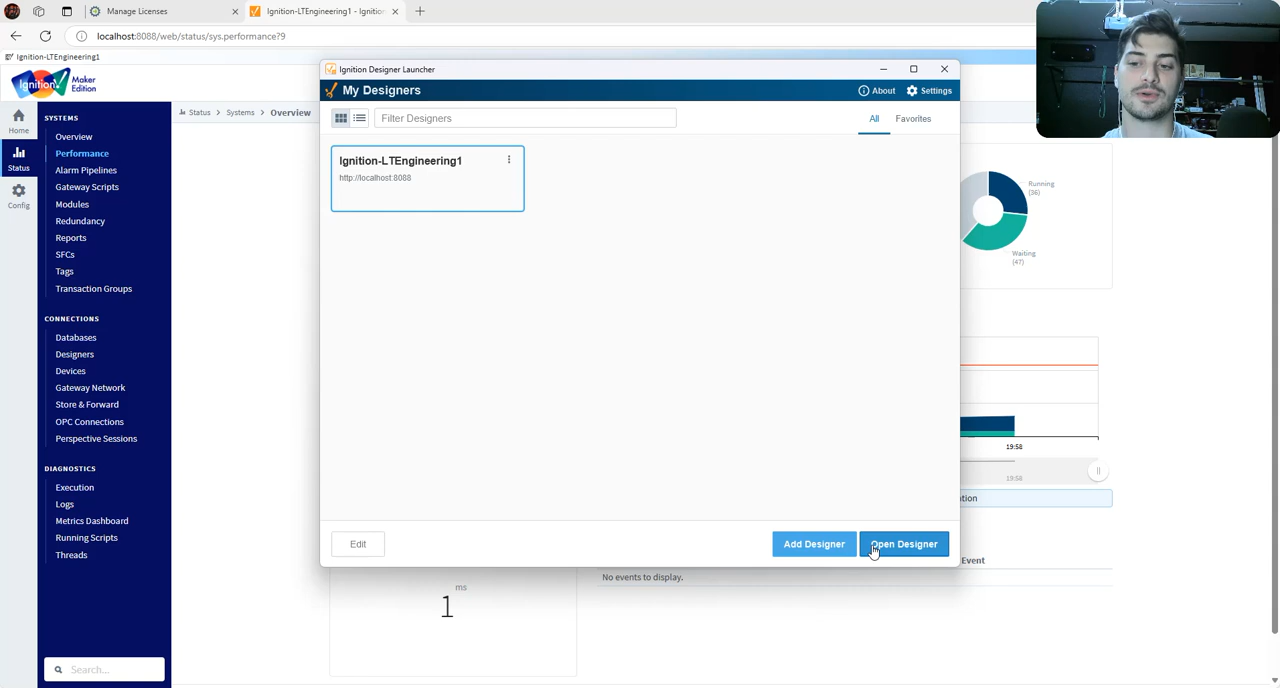 Manage Licenses
Ignition-LTEngineering1 - Ignition
localhost:8088/web/status/sys.performance?9
Ignition-LTEngineering1
Ignition
Maker
Edition
Home
Status
Config
SYSTEMS
Overview
Performance
Alarm Pipelines
Gateway Scripts
Modules
Redundancy
Reports
SFCs
Tags
Transaction Groups
CONNECTIONS
Databases
Designers
Devices
Gateway Network
Store & Forward
OPC Connections
Perspective Sessions
DIAGNOSTICS
Execution
Logs
Metrics Dashboard
Running Scripts
Threads
Search...
Status > Systems > Overview
Ignition Designer Launcher
My Designers
About
Settings
Filter Designers
All
Favorites
Ignition-LTEngineering1
http://localhost:8088
Edit
Add Designer
Open Designer
Running
(36)
Waiting
(47)
19:58
19:58
ation
Event
No events to display.
ms
1